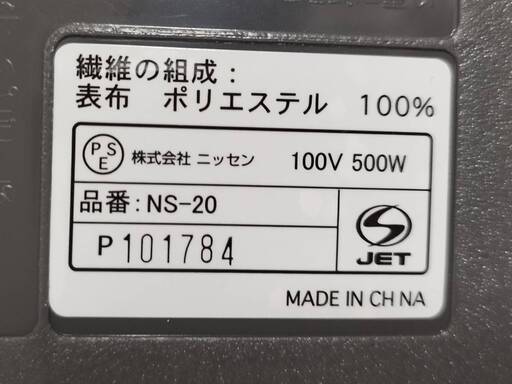 繊維の組成：
表布　ポリエステル　100%
PSE 株式会社 ニッセン　100V 500W
品番：NS-20
P101784
S JET
MADE IN CH NA